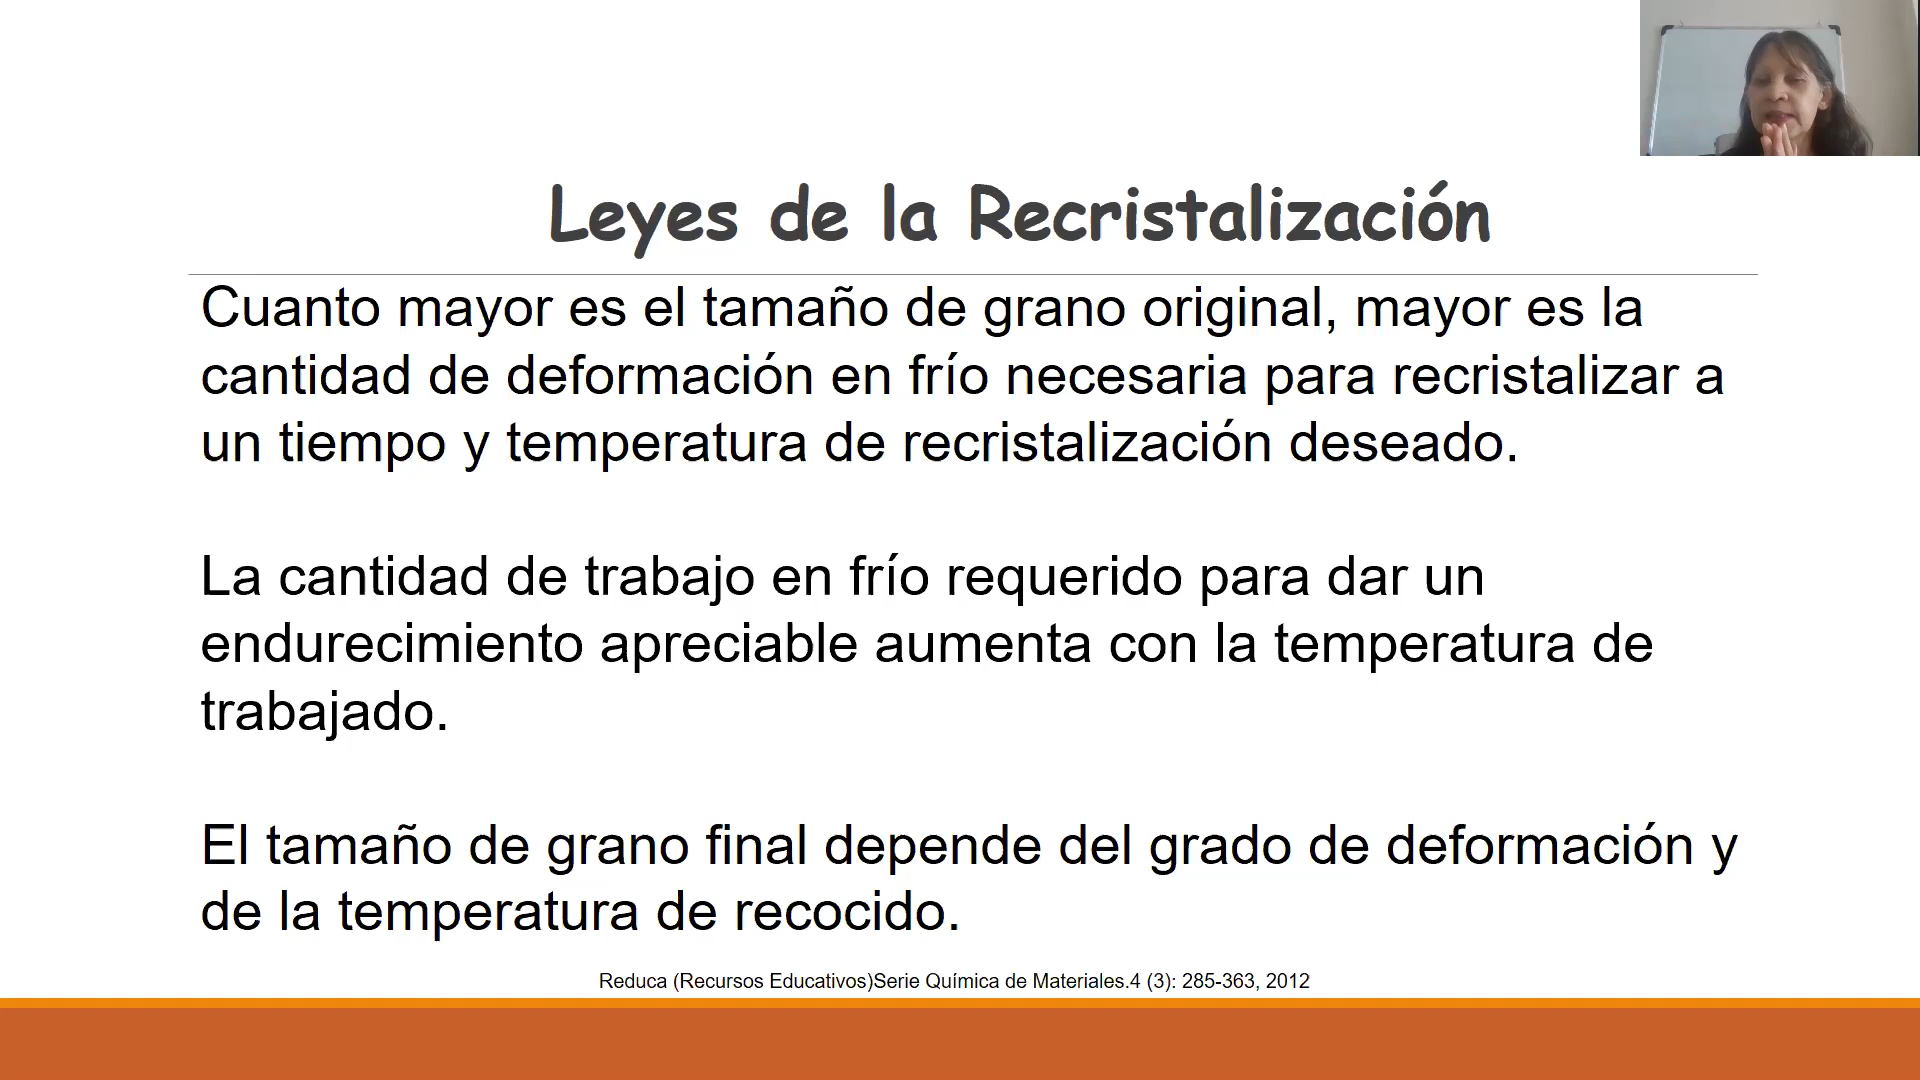 Leyes de la Recristalización
Cuanto mayor es el tamaño de grano original, mayor es la
cantidad de deformación en frío necesaria para recristalizar a
un tiempo y temperatura de recristalización deseado.
La cantidad de trabajo en frío requerido para dar un
endurecimiento apreciable aumenta con la temperatura de
trabajado.
El tamaño de grano final depende del grado de deformación y
de la temperatura de recocido.
Reduca (Recursos Educativos)Serie Química de Materiales.4 (3): 285-363, 2012